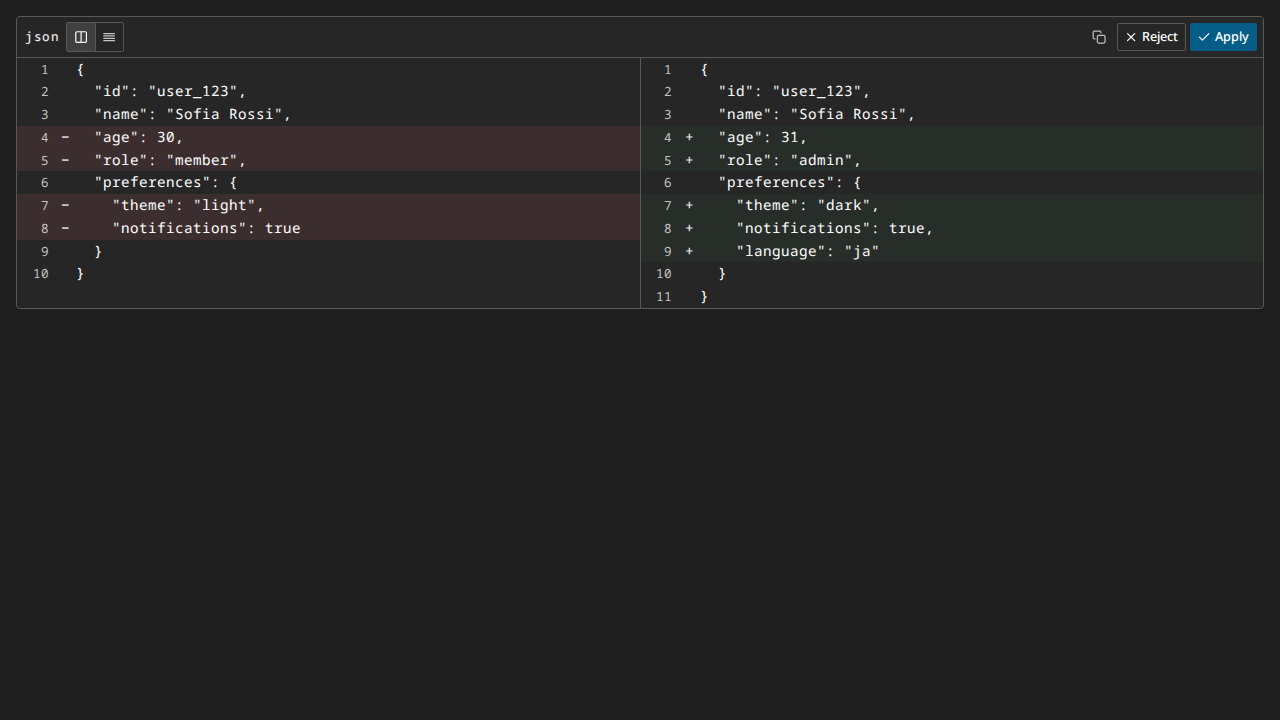 json Reject Apply
1 {
2   "id": "user_123",
3   "name": "Sofia Rossi",
4 -   "age": 30,
5 -   "role": "member",
6   "preferences": {
7 -     "theme": "light",
8 -     "notifications": true
9   }
10 }
1 {
2   "id": "user_123",
3   "name": "Sofia Rossi",
4 +   "age": 31,
5 +   "role": "admin",
6   "preferences": {
7 +     "theme": "dark",
8 +     "notifications": true,
9 +     "language": "ja"
10   }
11 }